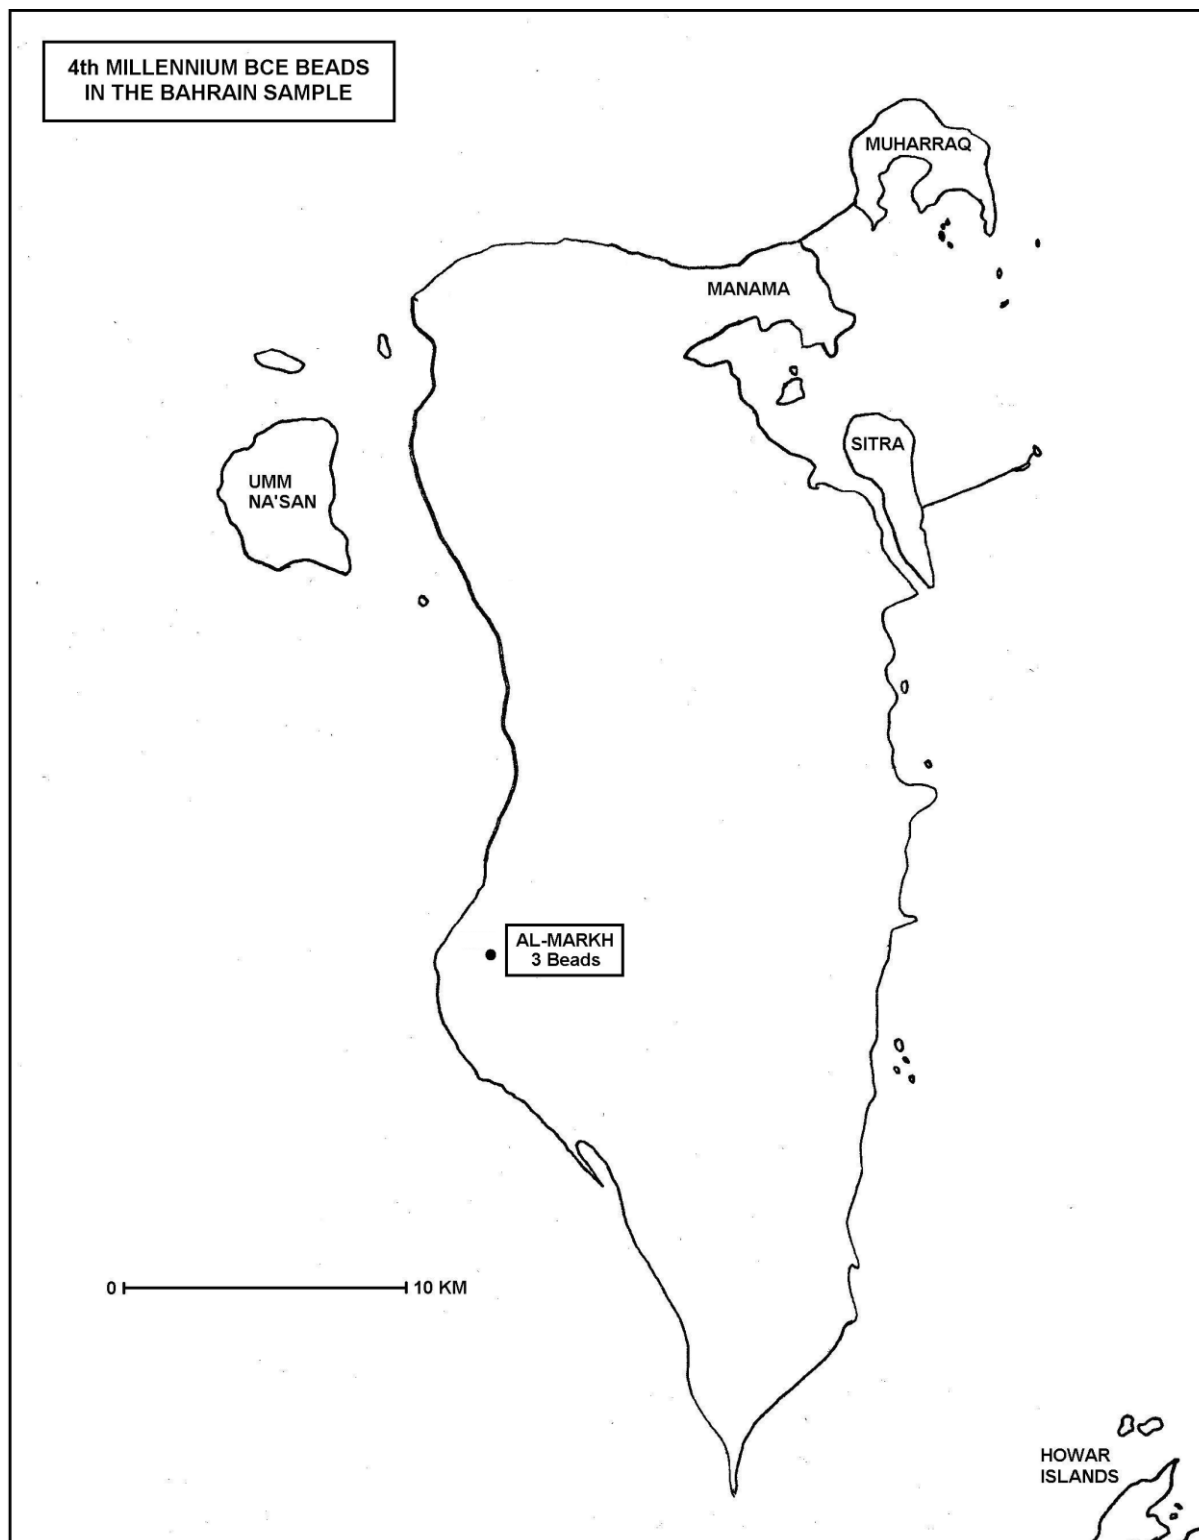 4th MILLENNIUM BCE BEADS
IN THE BAHRAIN SAMPLE
MUHARRAQ
MANAMA
SITRA
UMM
NA'SAN
AL-MARKH
3 Beads
0
10 KM
HOWAR
ISLANDS